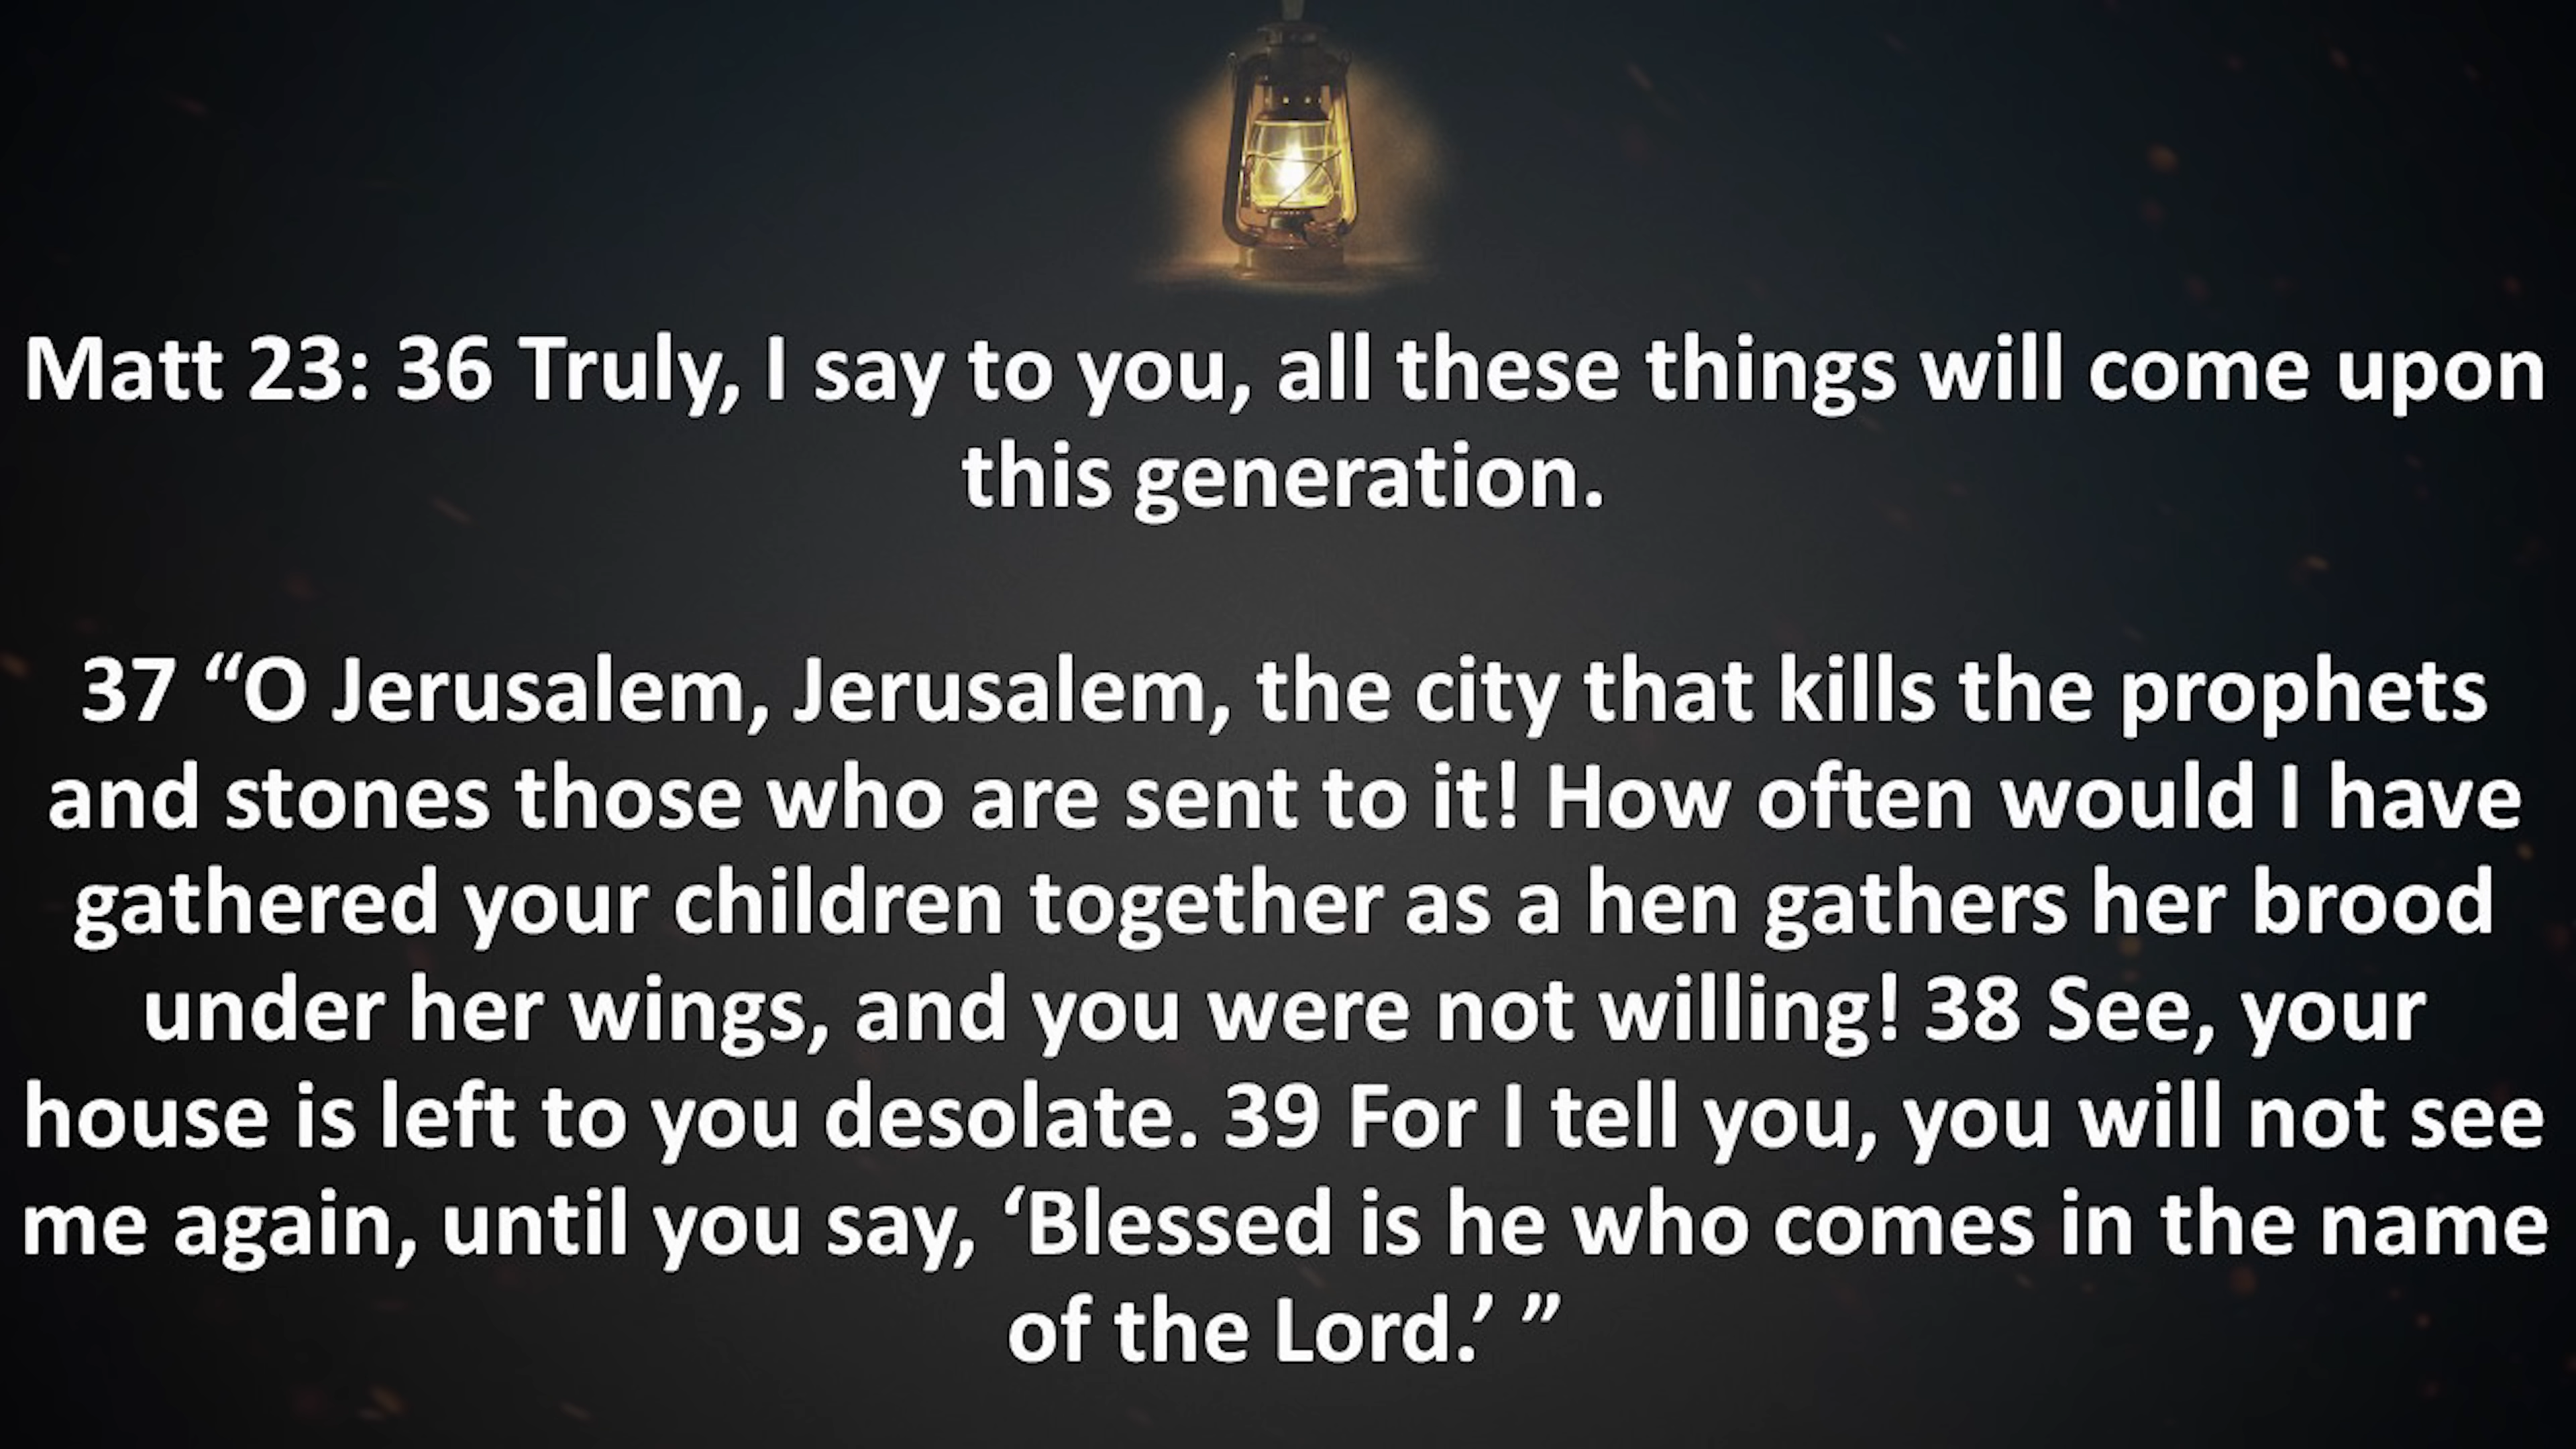 Matt 23: 36 Truly, I say to you, all these things will come upon
this generation.
37 “O Jerusalem, Jerusalem, the city that kills the prophets
and stones those who are sent to it! How often would I have
gathered your children together as a hen gathers her brood
under her wings, and you were not willing! 38 See, your
house is left to you desolate. 39 For I tell you, you will not see
me again, until you say, ‘Blessed is he who comes in the name
of the Lord.’ ”